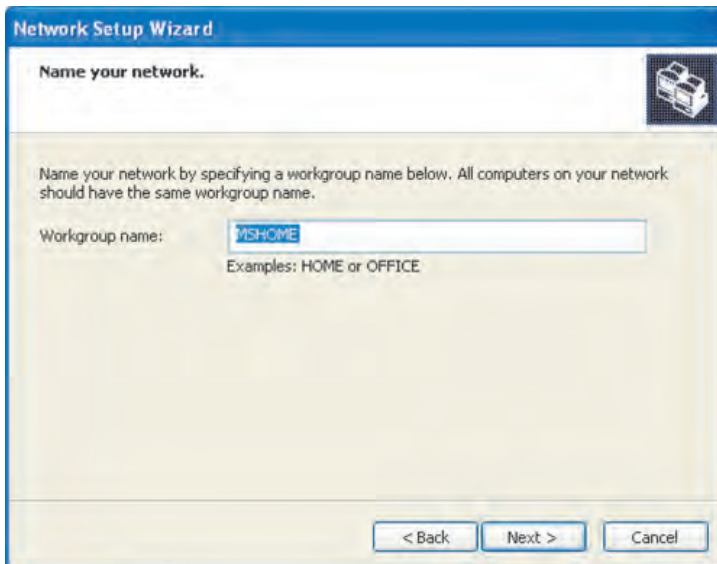 Network Setup Wizard
Name your network.
Name your network by specifying a workgroup name below. All computers on your network
should have the same workgroup name.
Workgroup name: MSHOME
Examples: HOME or OFFICE
< Back Next > Cancel